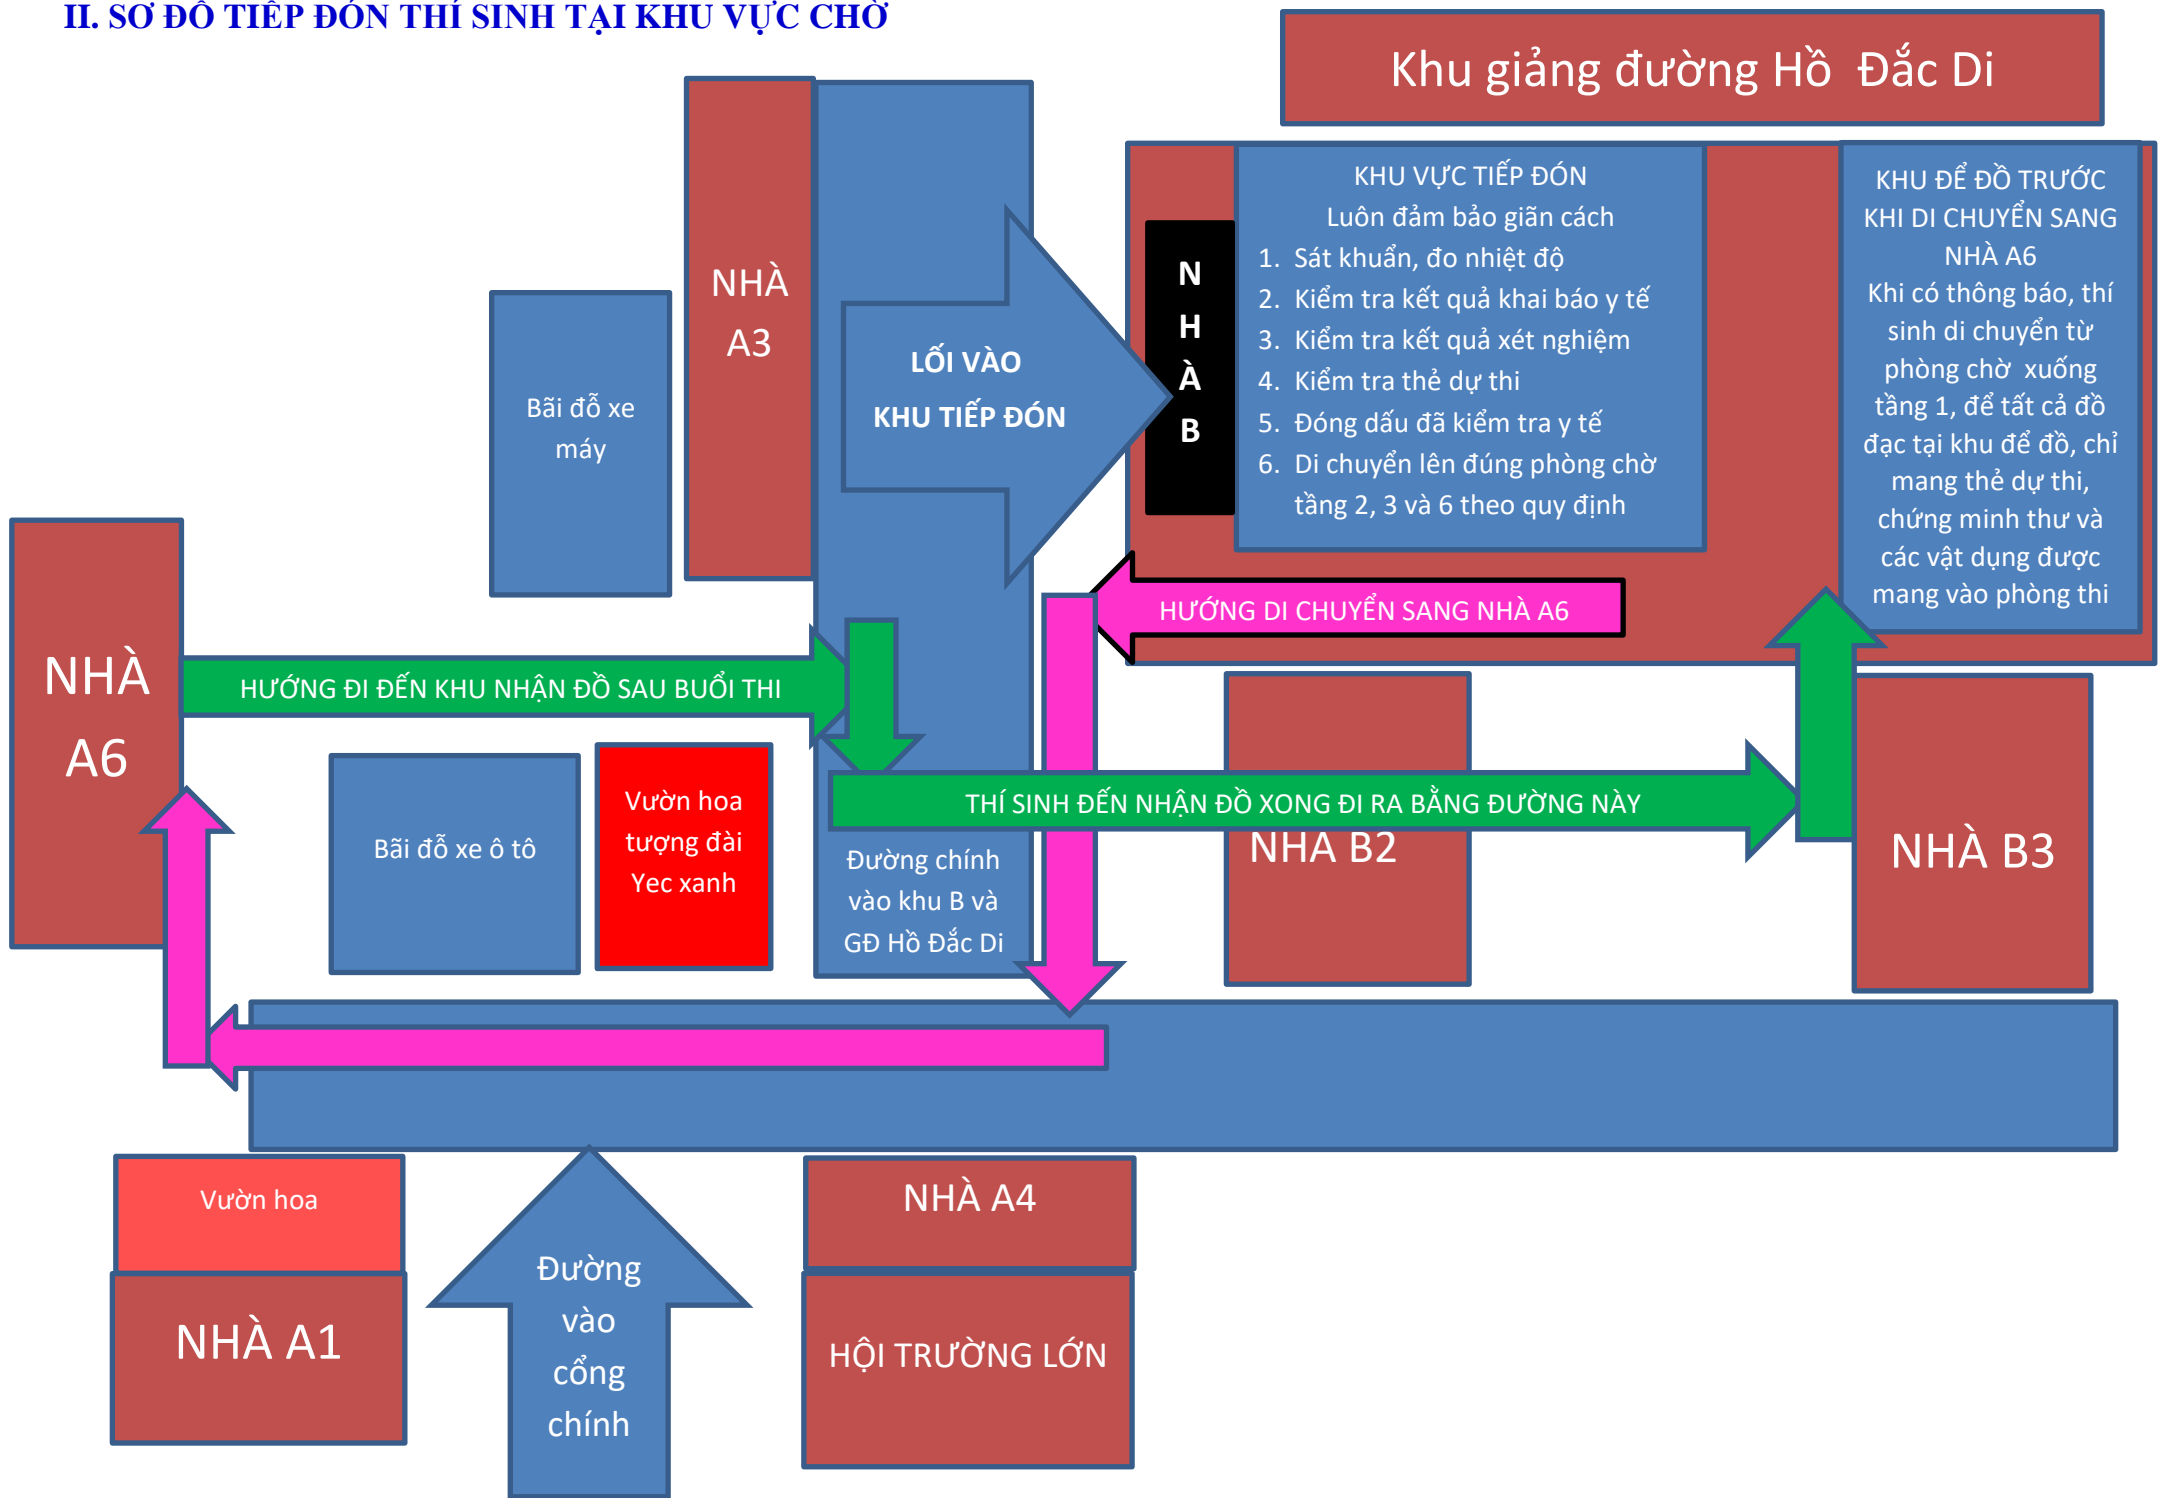 II. SƠ ĐỒ TIẾP ĐÓN THÍ SINH TẠI KHU VỰC CHỜ
Khu giảng đường Hồ Đắc Di
NHÀ
A3
Bãi đỗ xe
máy
LỐI VÀO
KHU TIẾP ĐÓN
N
H
À
B
KHU VỰC TIẾP ĐÓN
Luôn đảm bảo giãn cách
1. Sát khuẩn, đo nhiệt độ
2. Kiểm tra kết quả khai báo y tế
3. Kiểm tra kết quả xét nghiệm
4. Kiểm tra thẻ dự thi
5. Đóng dấu đã kiểm tra y tế
6. Di chuyển lên đúng phòng chờ
tầng 2, 3 và 6 theo quy định
KHU ĐỂ ĐỒ TRƯỚC
KHI DI CHUYỂN SANG
NHÀ A6
Khi có thông báo, thí
sinh di chuyển từ
phòng chờ xuống
tầng 1, để tất cả đồ
đạc tại khu để đồ, chỉ
mang thẻ dự thi,
chứng minh thư và
các vật dụng được
mang vào phòng thi
HƯỚNG DI CHUYỂN SANG NHÀ A6
NHÀ
A6
HƯỚNG ĐI ĐẾN KHU NHẬN ĐỒ SAU BUỔI THI
Bãi đỗ xe ô tô
Vườn hoa
tượng đài
Yec xanh
THÍ SINH ĐẾN NHẬN ĐỒ XONG ĐI RA BẰNG ĐƯỜNG NÀY
Đường chính
vào khu B và
GĐ Hồ Đắc Di
NHÀ B2
NHÀ B3
Vườn hoa
NHÀ A1
Đường
vào
cổng
chính
NHÀ A4
HỘI TRƯỜNG LỚN